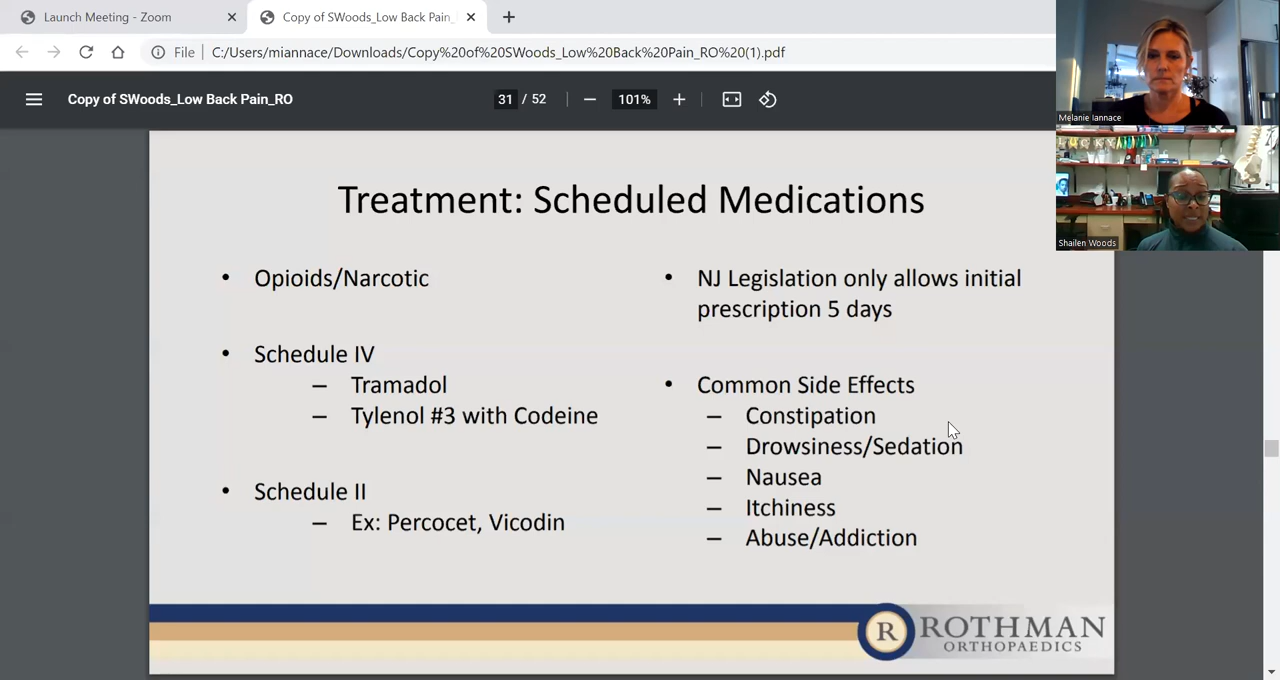 Launch Meeting - Zoom
Copy of SWoods_Low Back Pain_
File
C:/Users/miannace/Downloads/Copy%20of%20SWoods_Low%20Back%20Pain_RO%20(1).pdf
Copy of SWoods_Low Back Pain_RO
31 / 52
101%
Melanie Iannace
Shailen Woods
Treatment: Scheduled Medications
• Opioids/Narcotic
• Schedule IV
– Tramadol
– Tylenol #3 with Codeine
• Schedule II
– Ex: Percocet, Vicodin
• NJ Legislation only allows initial
prescription 5 days
• Common Side Effects
– Constipation
– Drowsiness/Sedation
– Nausea
– Itchiness
– Abuse/Addiction
R
ROTHMAN
ORTHOPAEDICS